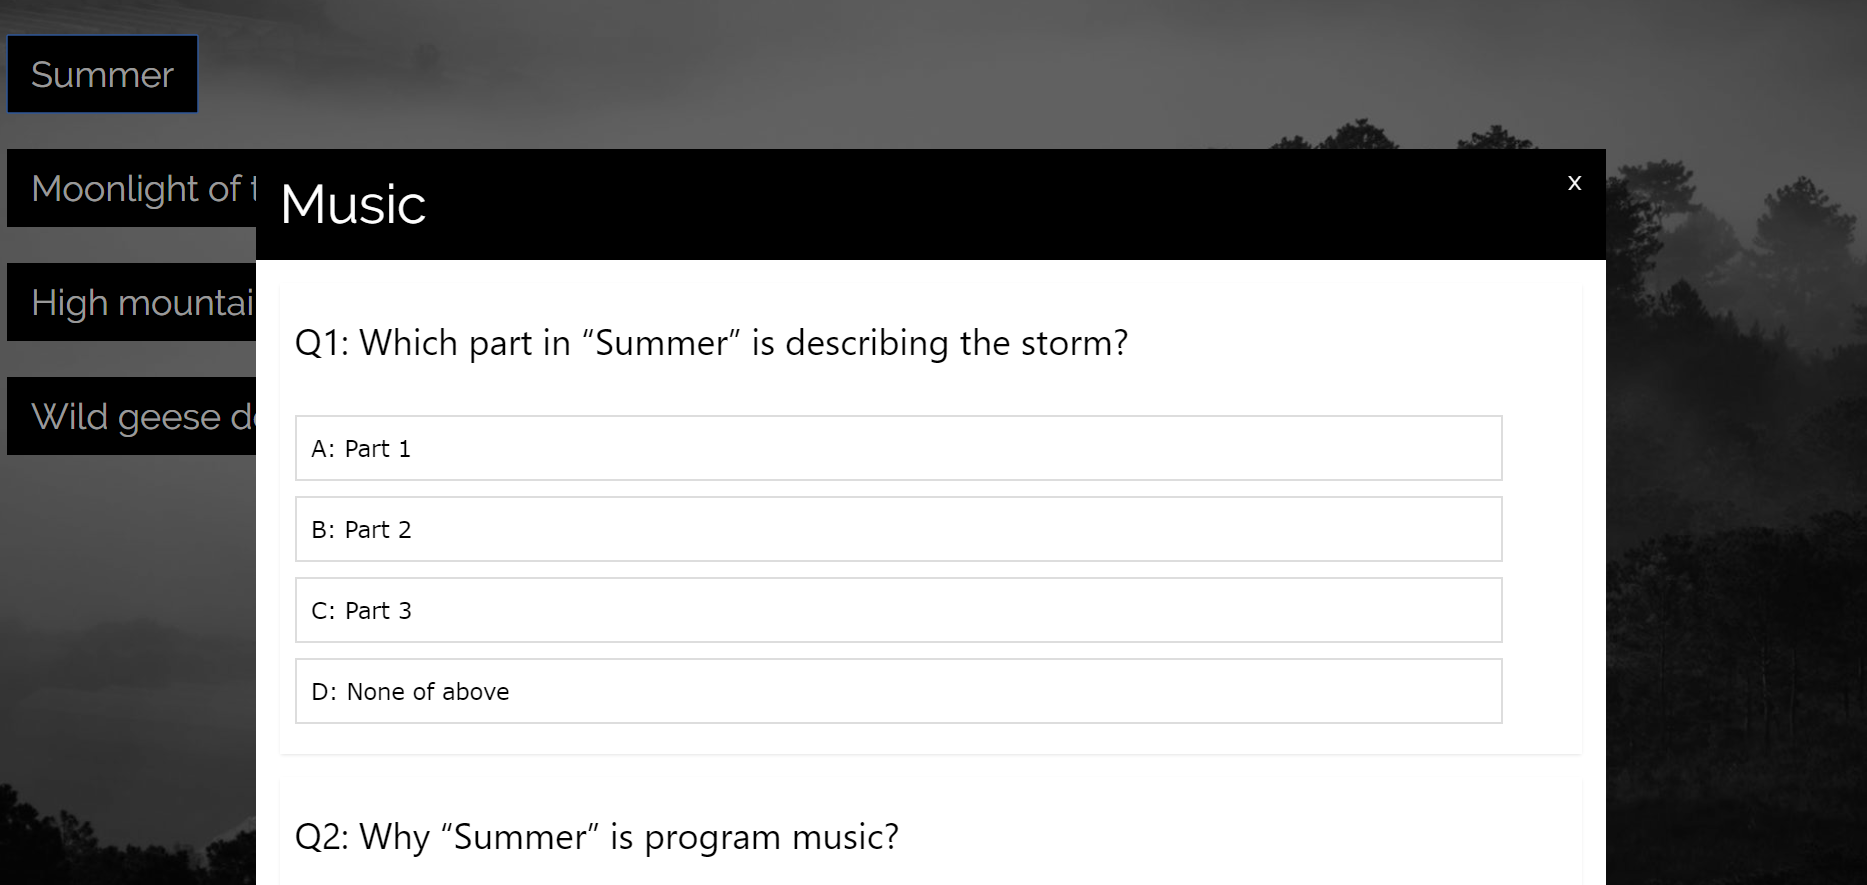 Summer
Moonlight of
High
Wild geese
Music
x
Q1: Which part in “Summer” is describing the storm?
A: Part 1
B: Part 2
C: Part 3
D: None of above
Q2: Why “Summer” is program music?